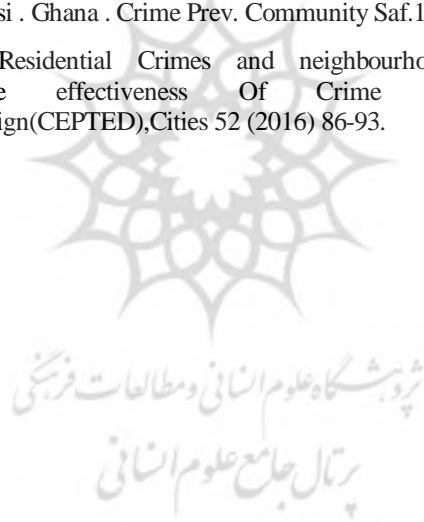 si . Ghana . Crime Prev. Community Saf.1
Residential Crimes and neighbourho
e effectiveness Of Crime
ign(CEPTED),Cities 52 (2016) 86-93.
پژوهشگاه علوم انسانی و مطالعات فرهنگی
پرتال جامع علوم انسانی